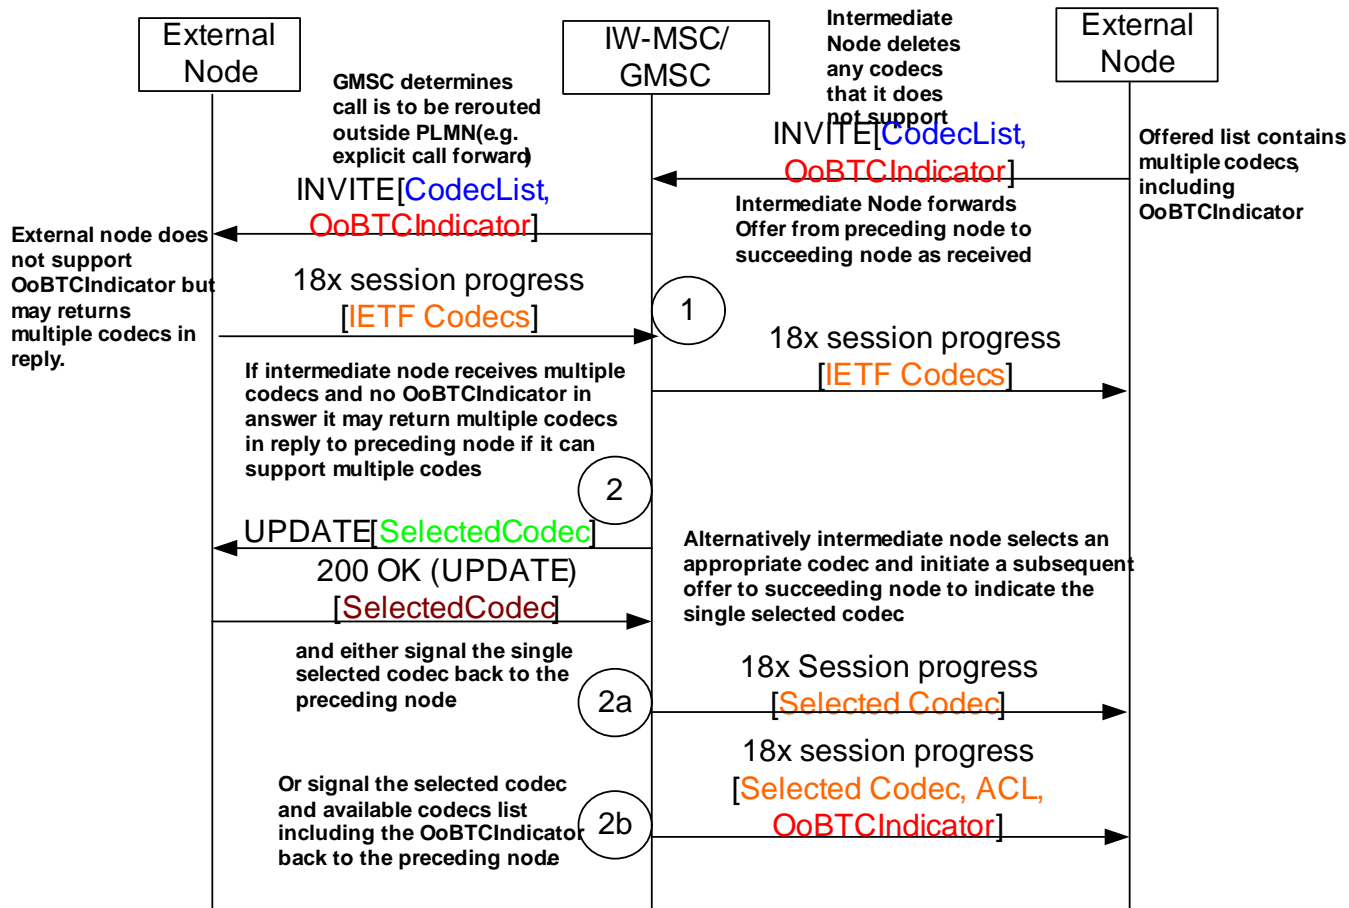 External
Node
IW-MSC/
GMSC
External
Node
Intermediate
Node deletes
any codecs
that it does
not support
GMSC determines
call is to be rerouted
outside PLMN(e.g.
explicit call forward)
INVITE[CodecList,
OoBTCIndicator]
Offered list contains
multiple codecs,
including
OoBTCIndicator
INVITE[CodecList,
OoBTCIndicator]
Intermediate Node forwards
Offer from preceding node to
succeeding node as received
External node does
not support
OoBTCIndicator but
may returns
multiple codecs in
reply.
18x session progress
[IETF Codecs]
1
18x session progress
[IETF Codecs]
If intermediate node receives multiple
codecs and no OoBTCIndicator in
answer it may return multiple codecs
in reply to preceding node if it can
support multiple codes
2
UPDATE[SelectedCodec]
200 OK (UPDATE)
[SelectedCodec]
Alternatively intermediate node selects an
appropriate codec and initiate a subsequent
offer to succeeding node to indicate the
single selected codec.
and either signal the single
selected codec back to the
preceding node
2a
18x Session progress
[Selected Codec]
Or signal the selected codec
and available codecs list
including the OoBTCIndicator
back to the preceding node.
2b
18x session progress
[Selected Codec, ACL,
OoBTCIndicator]